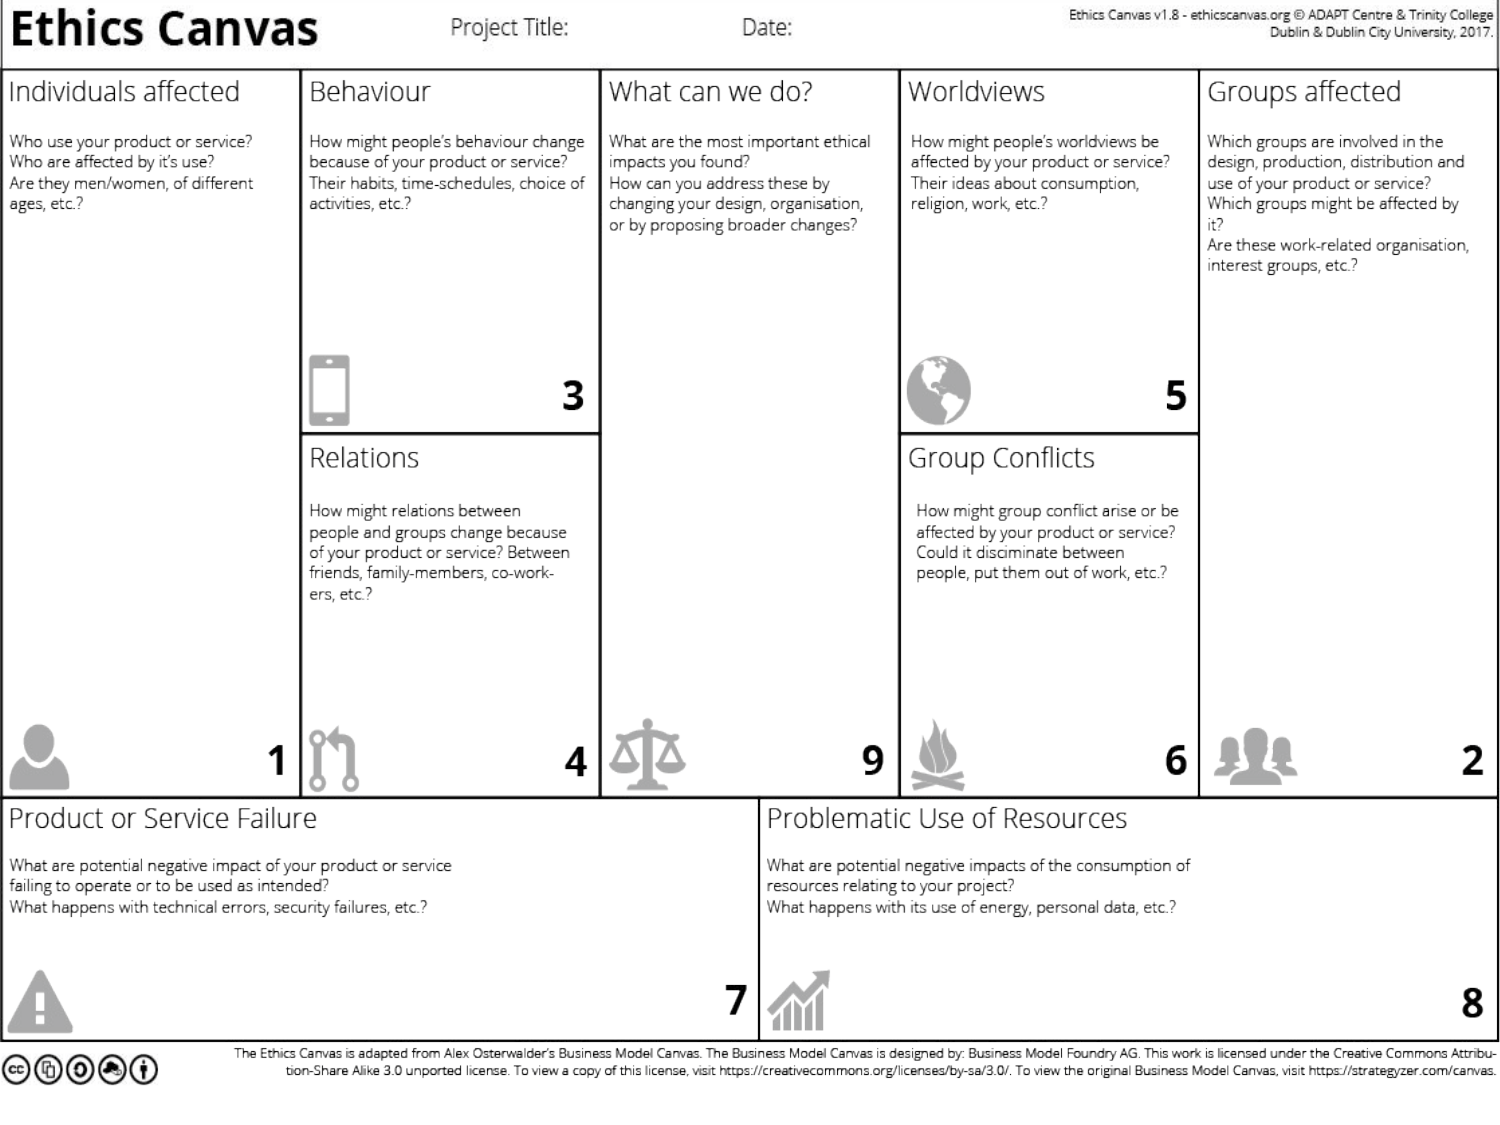 Ethics Canvas
Project Title:
Date:
Ethics Canvas v1.8 - ethicscanvas.org © ADAPT Centre & Trinity College
Dublin & Dublin City University, 2017.
Individuals affected
Who use your product or service?
Who are affected by it's use?
Are they men/women, of different
ages, etc.?
1
Behaviour
How might people's behaviour change
because of your product or service?
Their habits, time-schedules, choice of
activities, etc.?
3
Relations
How might relations between
people and groups change because
of your product or service? Between
friends, family-members, co-work-
ers, etc.?
4
What can we do?
What are the most important ethical
impacts you found?
How can you address these by
changing your design, organisation,
or by proposing broader changes?
9
Worldviews
How might people's worldviews be
affected by your product or service?
Their ideas about consumption,
religion, work, etc.?
5
Group Conflicts
How might group conflict arise or be
affected by your product or service?
Could it disciminate between
people, put them out of work, etc.?
6
Groups affected
Which groups are involved in the
design, production, distribution and
use of your product or service?
Which groups might be affected by
it?
Are these work-related organisation,
interest groups, etc.?
2
Product or Service Failure
What are potential negative impact of your product or service
failing to operate or to be used as intended?
What happens with technical errors, security failures, etc.?
7
Problematic Use of Resources
What are potential negative impacts of the consumption of
resources relating to your project?
What happens with its use of energy, personal data, etc.?
8
cc
The Ethics Canvas is adapted from Alex Osterwalder's Business Model Canvas. The Business Model Canvas is designed by: Business Model Foundry AG. This work is licensed under the Creative Commons Attribu-
tion-Share Alike 3.0 unported license. To view a copy of this license, visit https://creativecommons.org/licenses/by-sa/3.0/. To view the original Business Model Canvas, visit https://strategyzer.com/canvas.